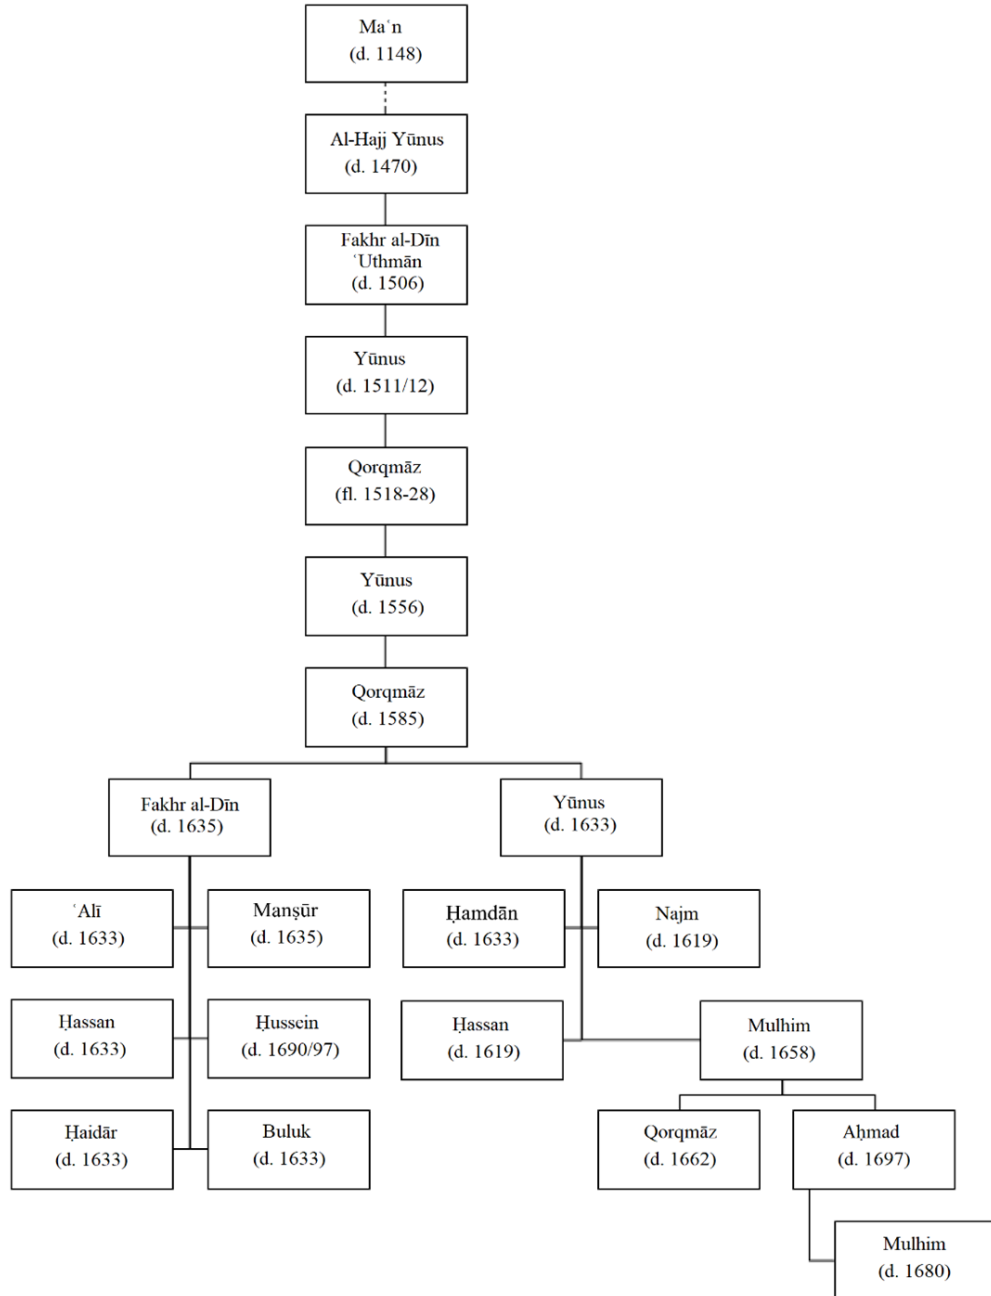 Maʿn
(d. 1148)
Al-Hajj Yūnus
(d. 1470)
Fakhr al-Dīn
ʿUthmān
(d. 1506)
Yūnus
(d. 1511/12)
Qorqmāz
(fl. 1518-28)
Yūnus
(d. 1556)
Qorqmāz
(d. 1585)
Fakhr al-Dīn
(d. 1635)
Yūnus
(d. 1633)
ʿAlī
(d. 1633)
Manṣūr
(d. 1635)
Ḥamdān
(d. 1633)
Najm
(d. 1619)
Ḥassan
(d. 1633)
Ḥussein
(d. 1690/97)
Ḥassan
(d. 1619)
Mulhim
(d. 1658)
Ḥaidār
(d. 1633)
Buluk
(d. 1633)
Qorqmāz
(d. 1662)
Aḥmad
(d. 1697)
Mulhim
(d. 1680)